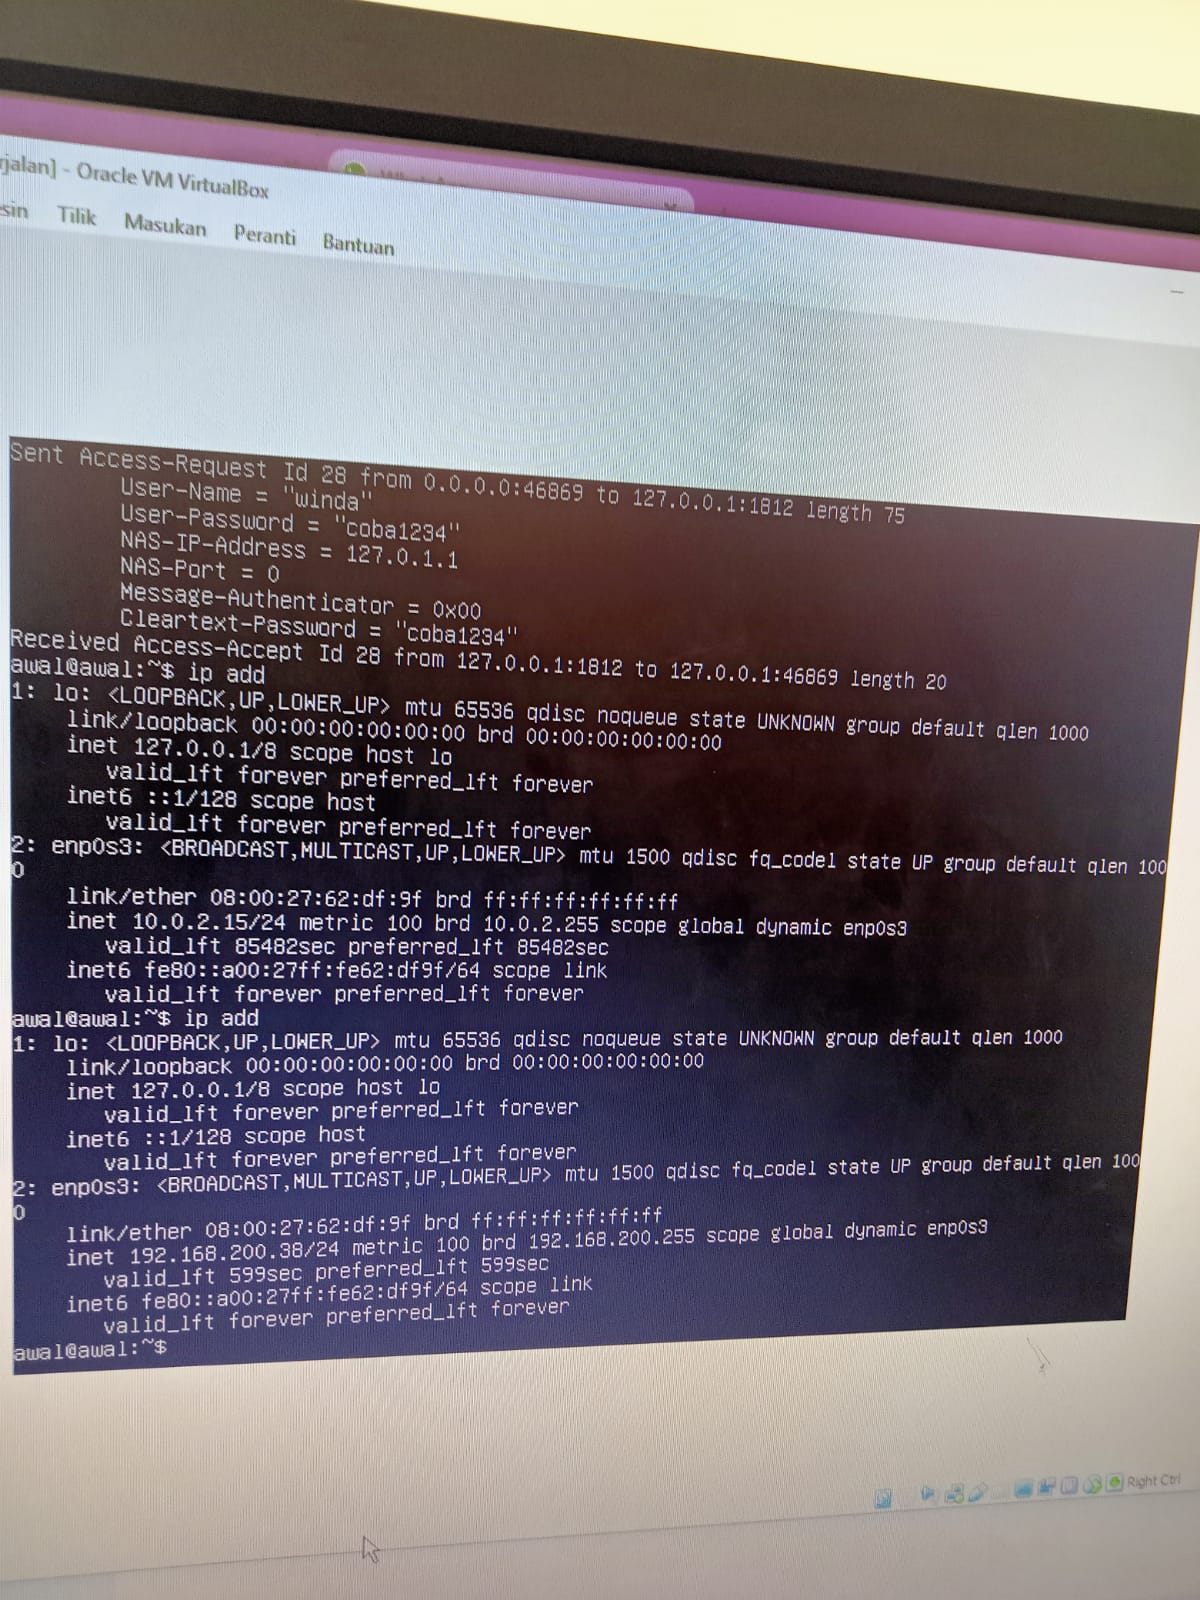 rjalan] - Oracle VM VirtualBox
sin Tilik Masukan Peranti Bantuan
Sent Access-Request Id 28 from 0.0.0.0:46869 to 127.0.0.1:1812 length 75
User-Name = "winda"
User-Password = "coba1234"
NAS-IP-Address = 127.0.1.1
NAS-Port = 0
Message-Authenticator = 0x00
Cleartext-Password = "coba1234"
Received Access-Accept Id 28 from 127.0.0.1:1812 to 127.0.0.1:46869 length 20
awal@awal:~$ ip add
1: lo: <LOOPBACK,UP,LOWER_UP> mtu 65536 qdisc noqueue state UNKNOWN group default qlen 1000
link/loopback 00:00:00:00:00:00 brd 00:00:00:00:00:00
inet 127.0.0.1/8 scope host lo
valid_lft forever preferred_lft forever
inet6 ::1/128 scope host
valid_lft forever preferred_lft forever
2: enp0s3: <BROADCAST,MULTICAST,UP,LOWER_UP> mtu 1500 qdisc fq_codel state UP group default qlen 100
0
link/ether 08:00:27:62:df:9f brd ff:ff:ff:ff:ff:ff
inet 10.0.2.15/24 metric 100 brd 10.0.2.255 scope global dynamic enp0s3
valid_lft 85482sec preferred_lft 85482sec
inet6 fe80::a00:27ff:fe62:df9f/64 scope link
valid_lft forever preferred_lft forever
awal@awal:~$ ip add
1: lo: <LOOPBACK,UP,LOWER_UP> mtu 65536 qdisc noqueue state UNKNOWN group default qlen 1000
link/loopback 00:00:00:00:00:00 brd 00:00:00:00:00:00
inet 127.0.0.1/8 scope host lo
valid_lft forever preferred_lft forever
inet6 ::1/128 scope host
valid_lft forever preferred_lft forever
2: enp0s3: <BROADCAST,MULTICAST,UP,LOWER_UP> mtu 1500 qdisc fq_codel state UP group default qlen 100
0
link/ether 08:00:27:62:df:9f brd ff:ff:ff:ff:ff:ff
inet 192.168.200.38/24 metric 100 brd 192.168.200.255 scope global dynamic enp0s3
valid_lft 599sec preferred_lft 599sec
inet6 fe80::a00:27ff:fe62:df9f/64 scope link
valid_lft forever preferred_lft forever
awal@awal:~$
Right Ctrl